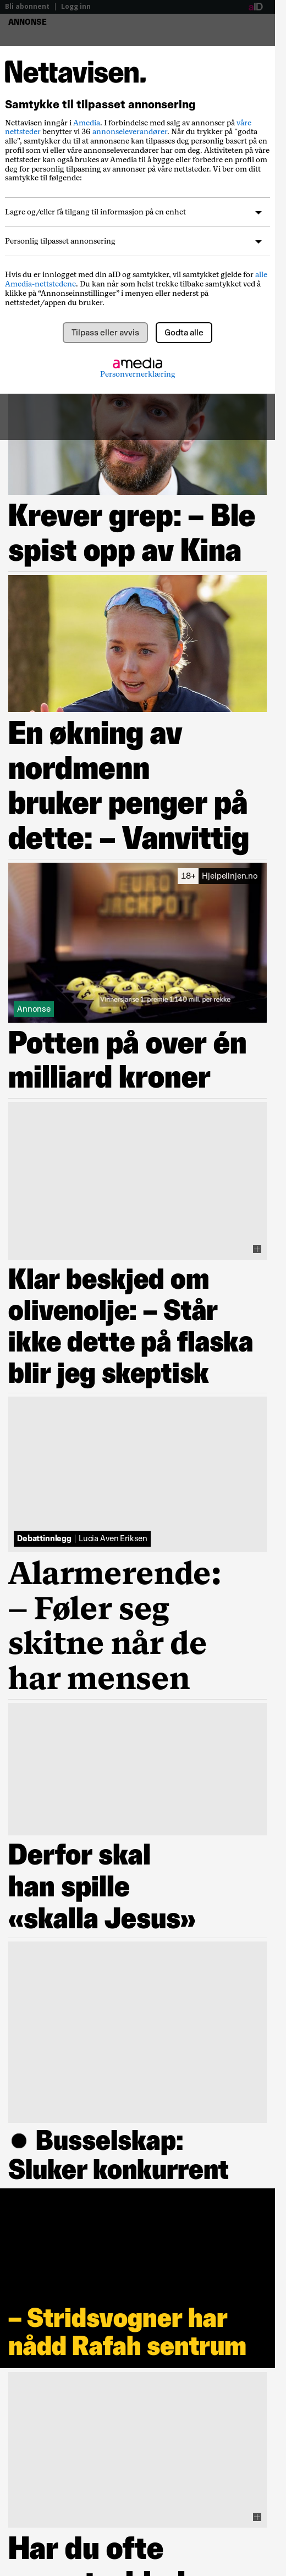 Bli abonnent | Logg inn
aID
ANNONSE
Nettavisen.
Samtykke til tilpasset annonsering
Nettavisen inngår i Amedia. I forbindelse med salg av annonser på våre
nettsteder benytter vi 36 annonseleverandører. Når du trykker på "godta
alle", samtykker du til at annonsene kan tilpasses deg personlig basert på en
profil som vi eller våre annonseleverandører har om deg. Aktiviteten på våre
nettsteder kan også brukes av Amedia til å bygge eller forbedre en profil om
deg for personlig tilpasning av annonser på våre nettsteder. Vi ber om ditt
samtykke til følgende:
Lagre og/eller få tilgang til informasjon på en enhet
Personlig tilpasset annonsering
Hvis du er innlogget med din aID og samtykker, vil samtykket gjelde for alle
Amedia-nettstedene. Du kan når som helst trekke tilbake samtykket ved å
klikke på "Annonseinnstillinger" i menyen eller nederst på
nettstedet/appen du bruker.
Tilpass eller avvis
Godta alle
amedia
Personvernerklæring
Krever grep: – Ble
spist opp av Kina
En økning av
nordmenn
bruker penger på
dette: – Vanvittig
18+ Hjelpelinjen.no
EURO
JACKPOT
Vinnersjanse 1. premie 1:140 mill. per rekke
Annonse
Potten på over én
milliard kroner
Klar beskjed om
olivenolje: – Står
ikke dette på flaska
blir jeg skeptisk
Debattinnlegg | Lucia Aven Eriksen
Alarmerende:
– Føler seg
skitne når de
har mensen
Derfor skal
han spille
«skalla Jesus»
● Busselskap:
Sluker konkurrent
– Stridsvogner har
nådd Rafah sentrum
Har du ofte